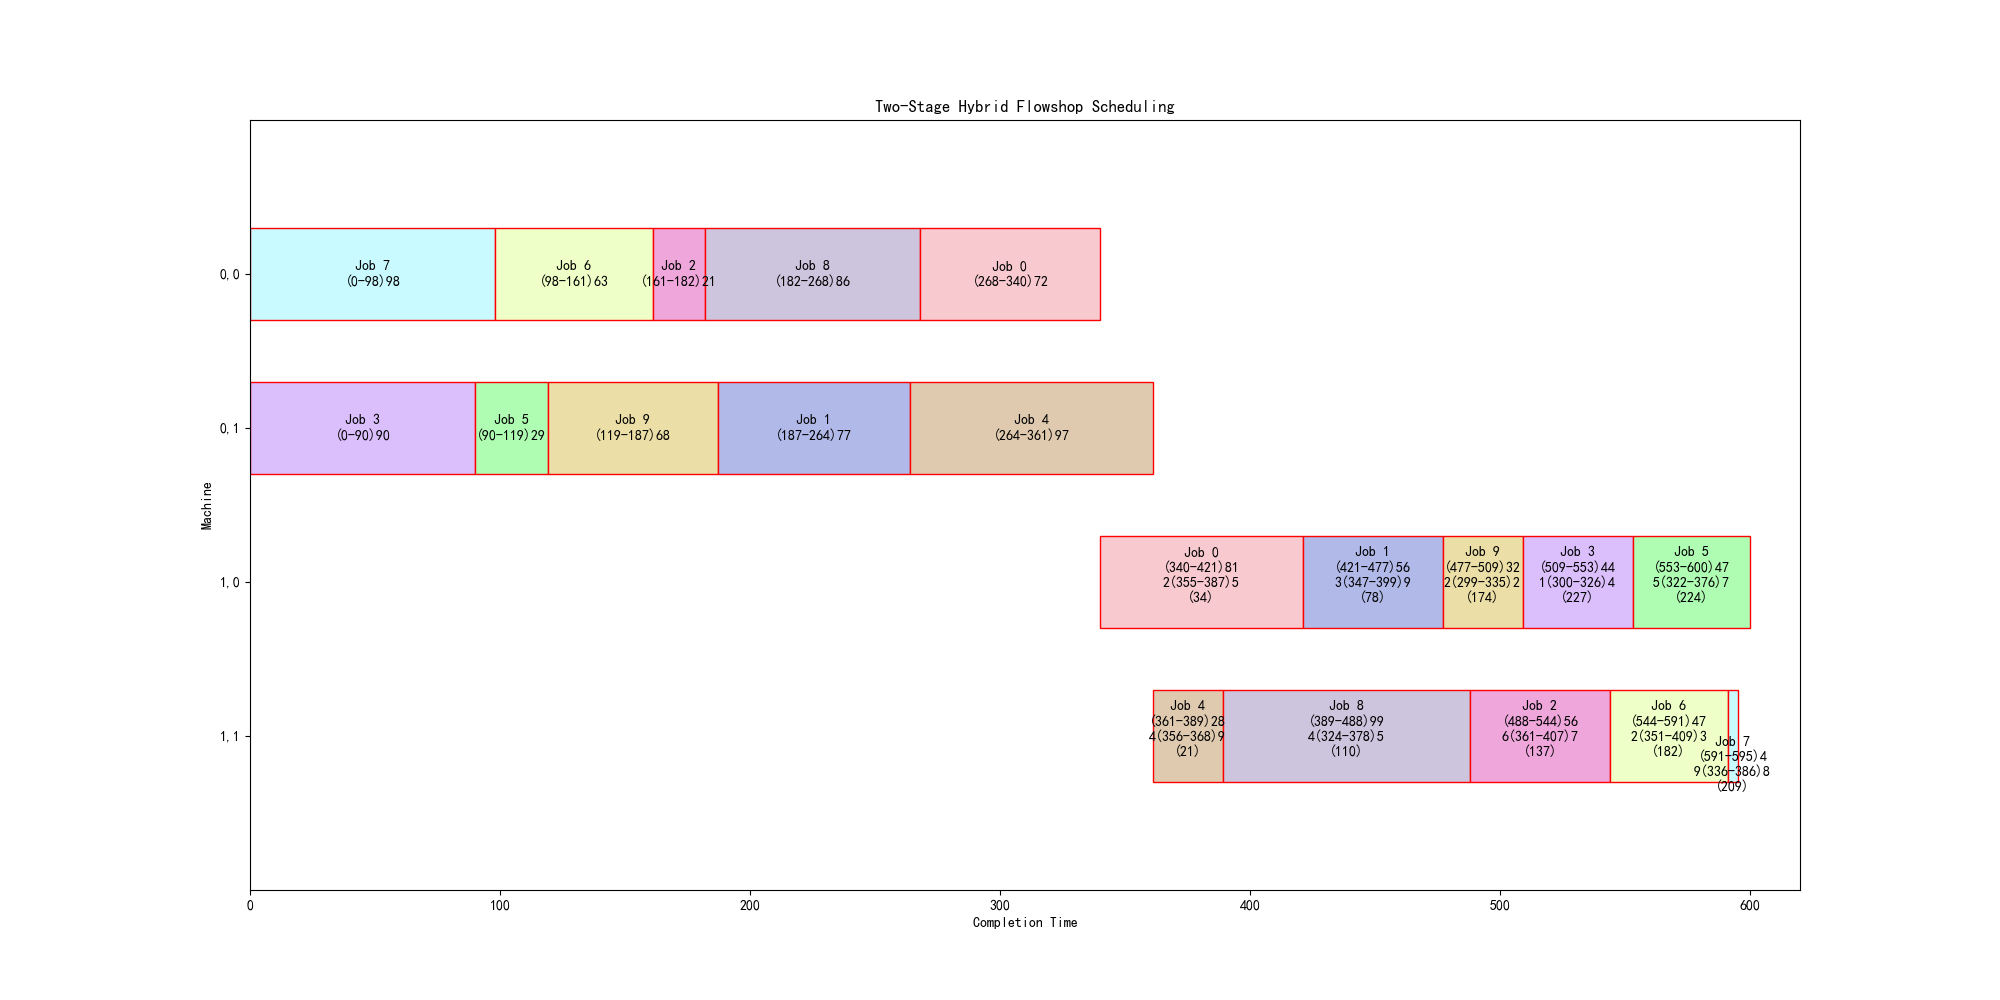 Two-Stage Hybrid Flowshop Scheduling
Machine
0,0
Job 7
(0-98)98
Job 6
(98-161)63
Job 2
(161-182)21
Job 8
(182-268)86
Job 0
(268-340)72
0,1
Job 3
(0-90)90
Job 5
(90-119)29
Job 9
(119-187)68
Job 1
(187-264)77
Job 4
(264-361)97
1,0
Job 0
(340-421)81
2(355-387)5
(34)
Job 1
(421-477)56
3(347-399)9
(78)
Job 9
(477-509)32
2(299-335)2
(174)
Job 3
(509-553)44
1(300-326)4
(227)
Job 5
(553-600)47
5(322-376)7
(224)
1,1
Job 4
(361-389)28
4(356-368)9
(21)
Job 8
(389-488)99
4(324-378)5
(110)
Job 2
(488-544)56
6(361-407)7
(137)
Job 6
(544-591)47
2(351-409)3
(182)
Job 7
(591-595)4
9(336-386)8
(209)
0
100
200
300
400
500
600
Completion Time